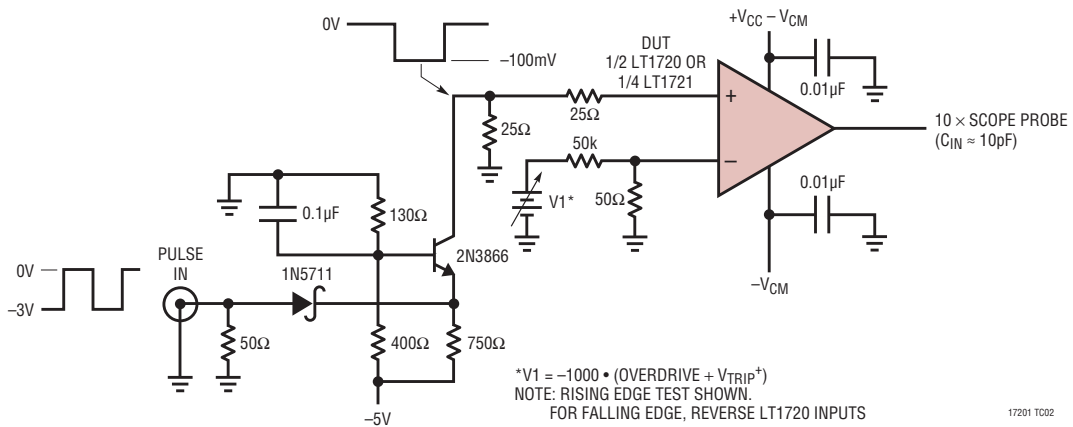 0V
–100mV
DUT
1/2 LT1720 OR
1/4 LT1721
+VCC – VCM
0.01µF
25Ω
25Ω
50k
+
–
10 × SCOPE PROBE
(CIN ≈ 10pF)
V1*
50Ω
0.01µF
0.1µF
130Ω
2N3866
–VCM
PULSE
IN
0V
–3V
1N5711
50Ω
400Ω
750Ω
–5V
*V1 = –1000 • (OVERDRIVE + VTRIP+)
NOTE: RISING EDGE TEST SHOWN.
FOR FALLING EDGE, REVERSE LT1720 INPUTS
17201 TC02